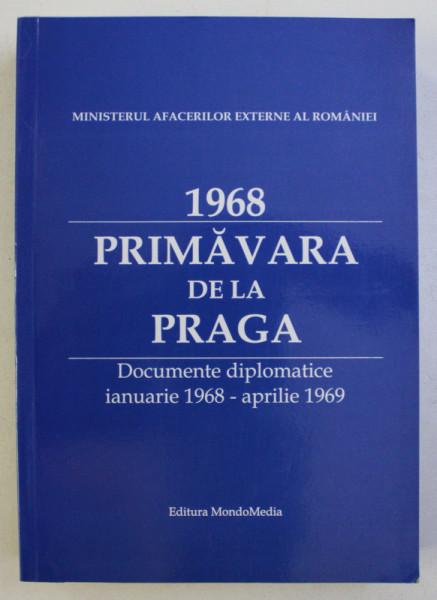 MINISTERUL AFACERILOR EXTERNE AL ROMÂNIEI
1968
PRIMĂVARA
DE LA
PRAGA
Documente diplomatice
ianuarie 1968 - aprilie 1969
Editura MondoMedia